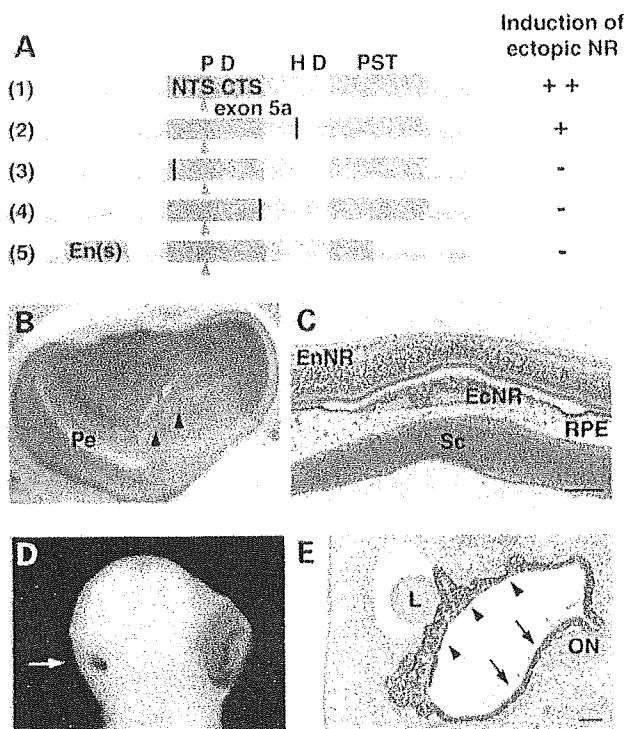 A
Induction of
ectopic NR
P D H D PST
(1) NTS CTS + +
exon 5a
(2) +
(3) -
(4) -
(5) En(s) -
B
Pe
C
EnNR
EcNR
RPE
Sc
D
E
L
ON